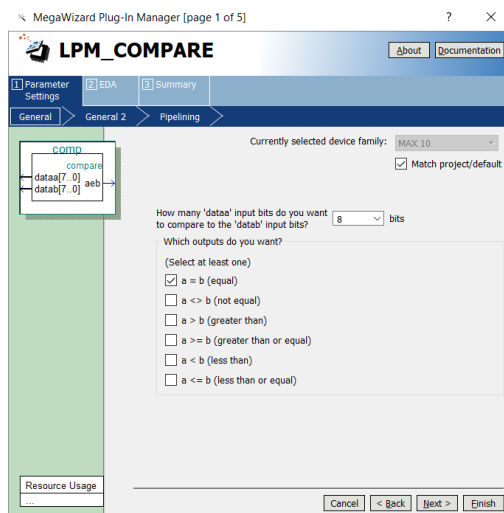 MegaWizard Plug-In Manager [page 1 of 5]
? X
LPM_COMPARE
About Documentation
1 Parameter Settings
2 EDA
3 Summary
General General 2 Pipelining
comp
compare
dataa[7..0]
datab[7..0]
aeb
Currently selected device family: MAX 10
Match project/default
How many 'dataa' input bits do you want
to compare to the 'datab' input bits?
8 bits
Which outputs do you want?
(Select at least one)
a = b (equal)
a <> b (not equal)
a > b (greater than)
a >= b (greater than or equal)
a < b (less than)
a <= b (less than or equal)
Resource Usage
...
Cancel < Back Next > Finish